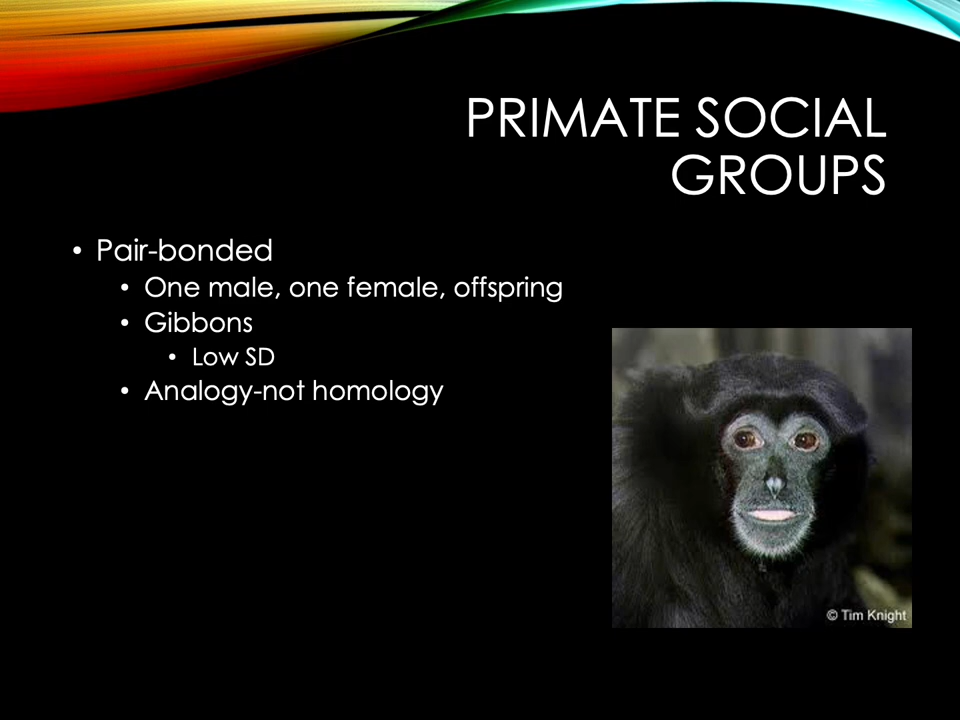 PRIMATE SOCIAL
GROUPS
• Pair-bonded
• One male, one female, offspring
• Gibbons
• Low SD
• Analogy-not homology
© Tim Knight